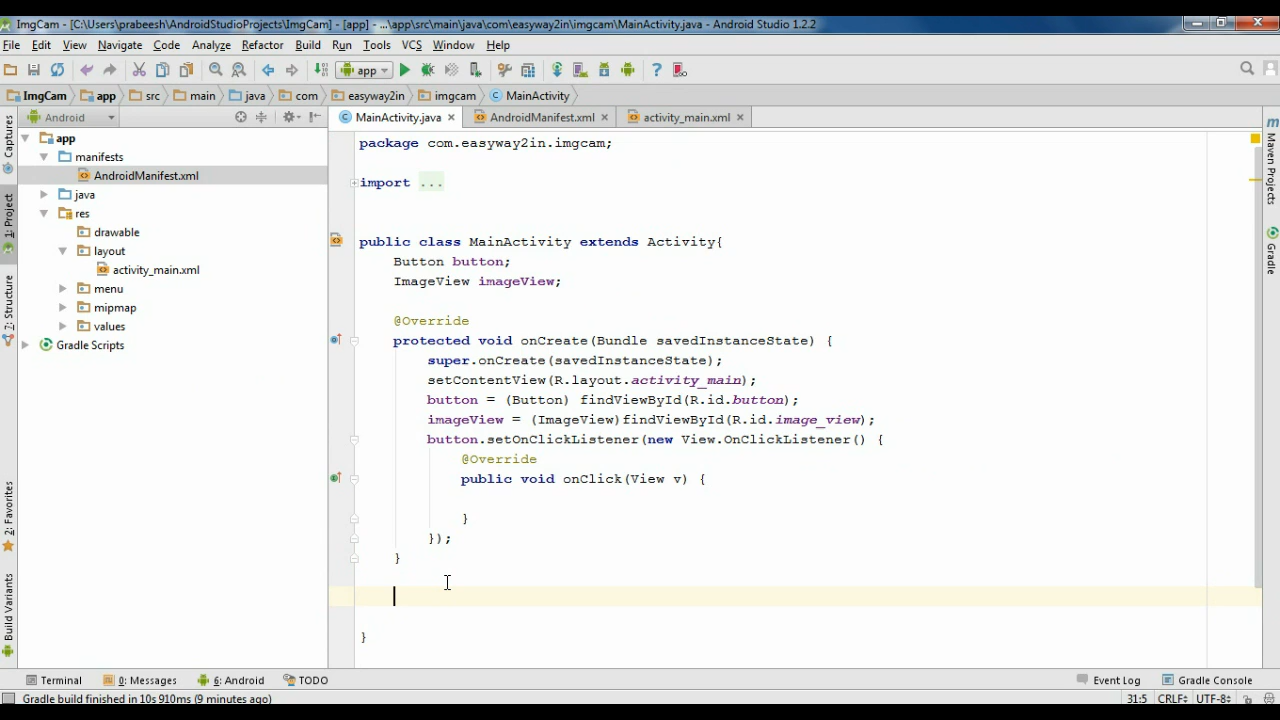 ImgCam - [C:\Users\prabeesh\AndroidStudioProjects\ImgCam] - [app] - ...\app\src\main\java\com\easyway2in\imgcam\MainActivity.java - Android Studio 1.2.2
File Edit View Navigate Code Analyze Refactor Build Run Tools VCS Window Help
app
ImgCam app src main java com easyway2in imgcam MainActivity
Android
MainActivity.java AndroidManifest.xml activity_main.xml
app
manifests
AndroidManifest.xml
java
res
drawable
layout
activity_main.xml
menu
mipmap
values
Gradle Scripts
Captures
1: Project
7: Structure
2: Favorites
Build Variants
package com.easyway2in.imgcam;
import ...
public class MainActivity extends Activity{
Button button;
ImageView imageView;
@Override
protected void onCreate(Bundle savedInstanceState) {
super.onCreate(savedInstanceState);
setContentView(R.layout.activity_main);
button = (Button) findViewById(R.id.button);
imageView = (ImageView)findViewById(R.id.image_view);
button.setOnClickListener(new View.OnClickListener() {
@Override
public void onClick(View v) {
}
});
}
}
Maven Projects
Gradle
Terminal 0: Messages 6: Android TODO Event Log Gradle Console
Gradle build finished in 10s 910ms (9 minutes ago) 31:5 CRLF UTF-8